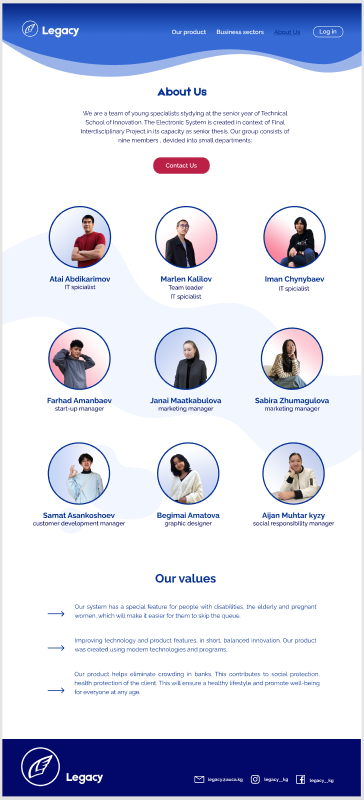 Legacy
Our product
Business sectors
About Us
Log in
About Us
We are a team of young specialists stydying at the senior year of Technical
School of Innovation. The Electronic System is created in context of Final
Interdisciplinary Project in its capacity as senior thesis. Our group consists of
nine members , devided into small departments:
Contact Us
Atai Abdikarimov
IT spicialist
Marlen Kalilov
Team leader
IT spicialist
Iman Chynybaev
IT spicialist
Farhad Amanbaev
start-up manager
Janai Maatkabulova
marketing manager
Sabira Zhumagulova
marketing manager
Samat Asankoshoev
customer development manager
Begimai Amatova
graphic designer
Aijan Muhtar kyzy
social responsibility manager
Our values
Our system has a special feature for people with disabilities, the elderly and pregnant
women, which will make it easier for them to skip the queue.
Improving technology and product features, in short, balanced innovation. Our product
was created using modern technologies and programs.
Our product helps eliminate crowding in banks. This contributes to social protection,
health protection of the client. This will ensure a healthy lifestyle and promote well-being
for everyone at any age.
Legacy
legacy@auca.kg
legacy_kg
legacy_kg